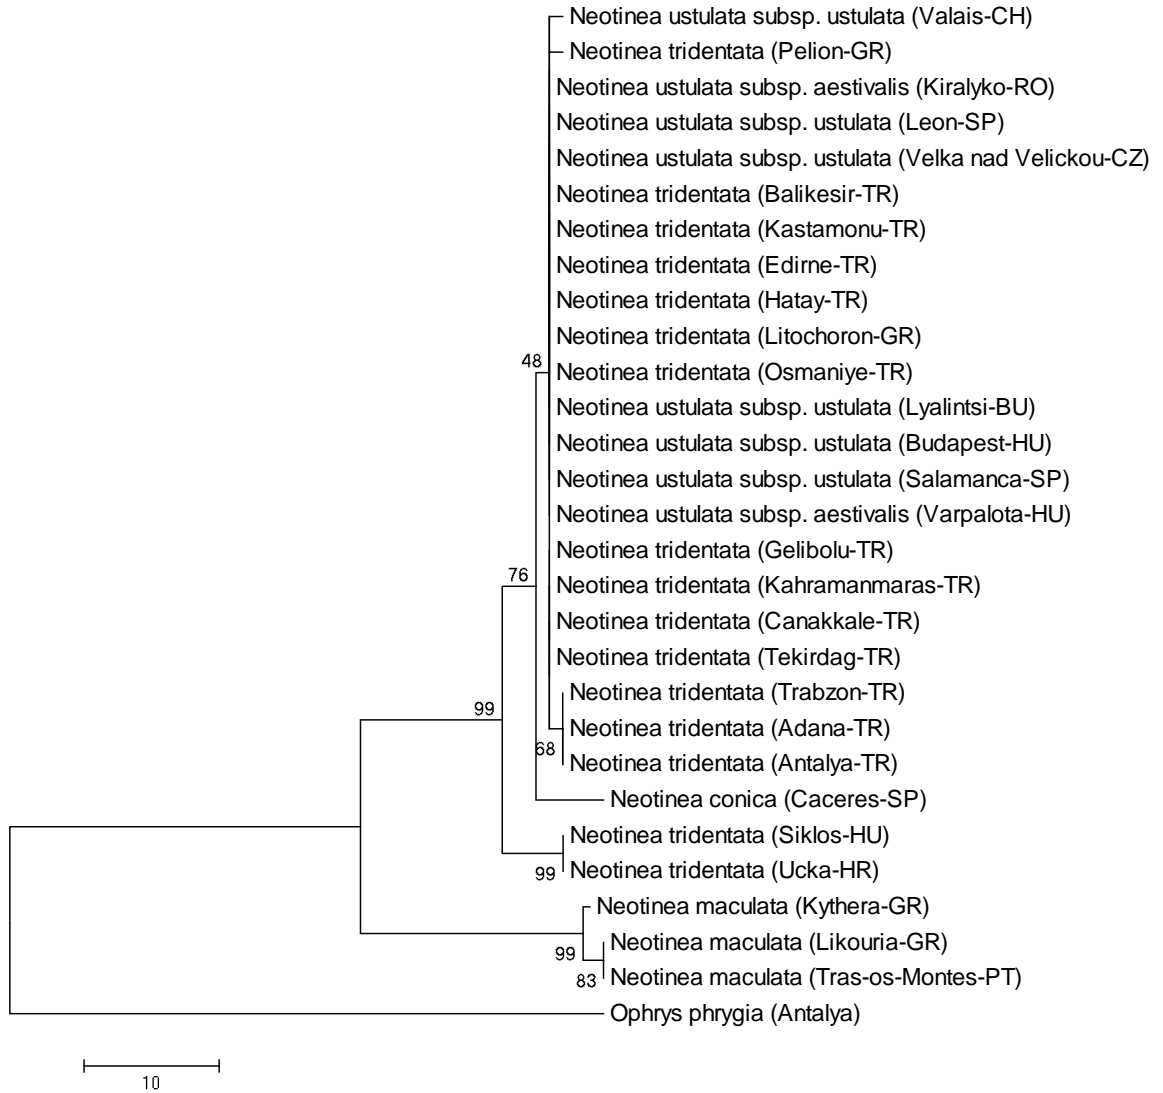 Neotinea ustulata subsp. ustulata (Valais-CH)
Neotinea tridentata (Pelion-GR)
Neotinea ustulata subsp. aestivalis (Kiralyko-RO)
Neotinea ustulata subsp. ustulata (Leon-SP)
Neotinea ustulata subsp. ustulata (Velka nad Velickou-CZ)
Neotinea tridentata (Balikesir-TR)
Neotinea tridentata (Kastamonu-TR)
Neotinea tridentata (Edirne-TR)
Neotinea tridentata (Hatay-TR)
Neotinea tridentata (Litochoron-GR)
48
Neotinea tridentata (Osmaniye-TR)
Neotinea ustulata subsp. ustulata (Lyalintsi-BU)
Neotinea ustulata subsp. ustulata (Budapest-HU)
Neotinea ustulata subsp. ustulata (Salamanca-SP)
Neotinea ustulata subsp. aestivalis (Varpalota-HU)
Neotinea tridentata (Gelibolu-TR)
76
Neotinea tridentata (Kahramanmaras-TR)
Neotinea tridentata (Canakkale-TR)
Neotinea tridentata (Tekirdag-TR)
Neotinea tridentata (Trabzon-TR)
99
Neotinea tridentata (Adana-TR)
68
Neotinea tridentata (Antalya-TR)
Neotinea conica (Caceres-SP)
Neotinea tridentata (Siklos-HU)
99
Neotinea tridentata (Ucka-HR)
Neotinea maculata (Kythera-GR)
99
Neotinea maculata (Likouria-GR)
83
Neotinea maculata (Tras-os-Montes-PT)
Ophrys phrygia (Antalya)
10